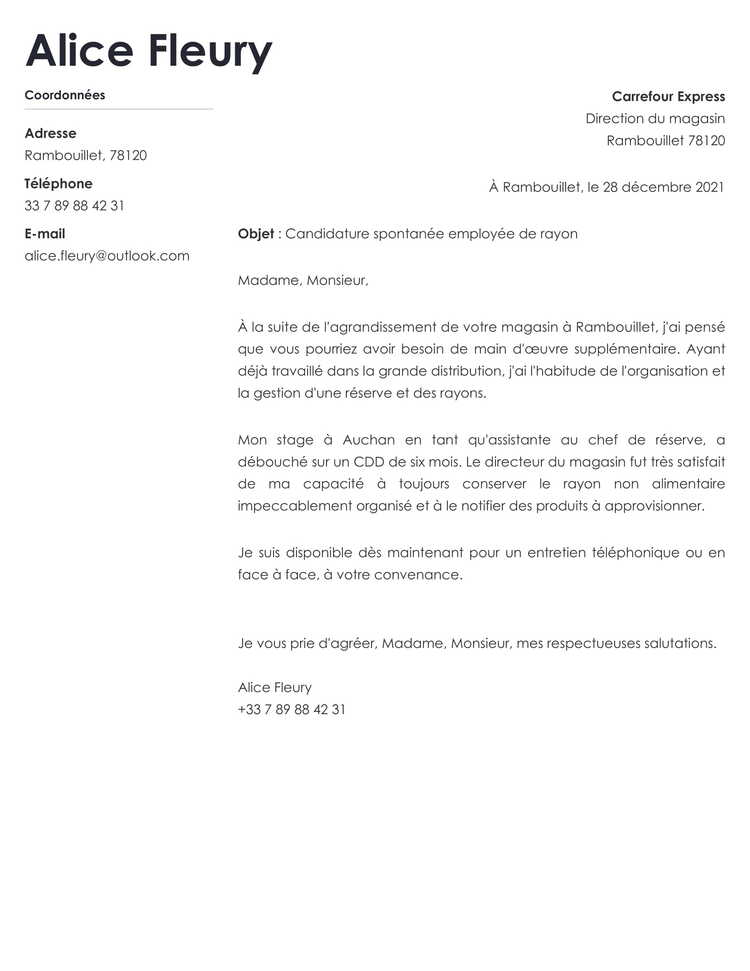 Alice Fleury
Coordonnées
Adresse
Rambouillet, 78120
Téléphone
33 7 89 88 42 31
E-mail
alice.fleury@outlook.com
Carrefour Express
Direction du magasin
Rambouillet 78120
À Rambouillet, le 28 décembre 2021
Objet : Candidature spontanée employée de rayon
Madame, Monsieur,
À la suite de l'agrandissement de votre magasin à Rambouillet, j'ai pensé
que vous pourriez avoir besoin de main d'œuvre supplémentaire. Ayant
déjà travaillé dans la grande distribution, j'ai l'habitude de l'organisation et
la gestion d'une réserve et des rayons.
Mon stage à Auchan en tant qu'assistante au chef de réserve, a
débouché sur un CDD de six mois. Le directeur du magasin fut très satisfait
de ma capacité à toujours conserver le rayon non alimentaire
impeccablement organisé et à le notifier des produits à approvisionner.
Je suis disponible dès maintenant pour un entretien téléphonique ou en
face à face, à votre convenance.
Je vous prie d'agréer, Madame, Monsieur, mes respectueuses salutations.
Alice Fleury
+33 7 89 88 42 31